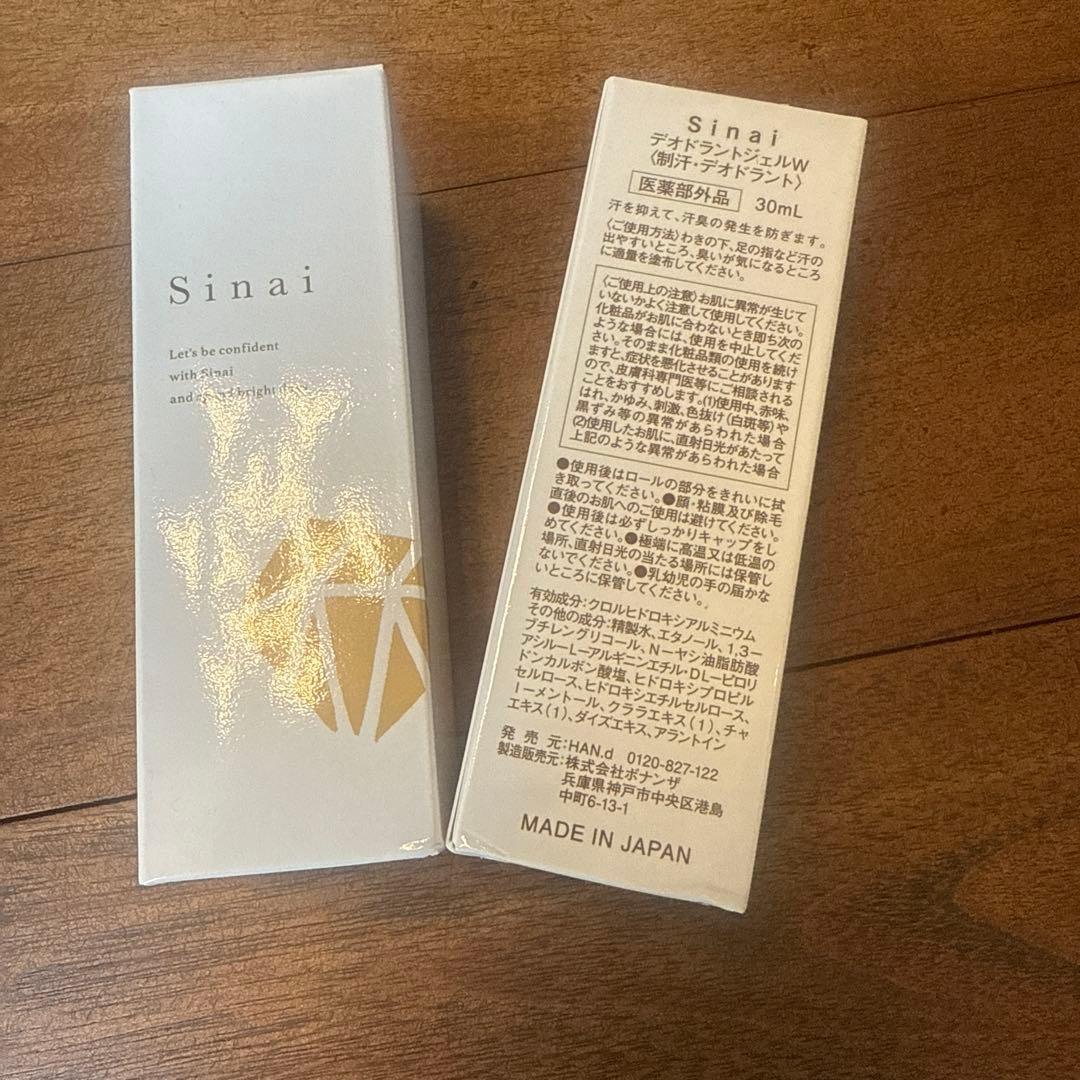 Sinai
Let's be confident
with Sinai
and bright
Sinai
デオドラントジェルW
〈制汗・デオドラント〉
医薬部外品 30mL
汗を抑えて、汗臭の発生を防ぎます。
〈ご使用方法〉わきの下、足の指など汗の
出やすいところ、臭いが気になるところ
に適量を塗布してください。
〈ご使用上の注意〉お肌に異常が生じて
いないかよく注意して使用してください。
化粧品がお肌に合わないとき即ち次の
ような場合には、使用を中止してくだ
さい。そのまま化粧品類の使用を続け
ますと、症状を悪化させることがあります
ので、皮膚科専門医等にご相談される
ことをおすすめします。(1)使用中、赤味、
はれ、かゆみ、刺激、色抜け(白斑等)や
黒ずみ等の異常があらわれた場合
(2)使用したお肌に、直射日光があたって
上記のような異常があらわれた場合
●使用後はロールの部分をきれいに拭
き取ってください。●顔・粘膜及び除毛
直後のお肌へのご使用は避けてください。
●使用後は必ずしっかりキャップをし
めてください。●極端に高温又は低温の
場所、直射日光の当たる場所には保管し
ないでください。●乳幼児の手の届かな
いところに保管してください。
有効成分:クロルヒドロキシアルミニウム
その他の成分:精製水、エタノール、1,3-
ブチレングリコール、N-ヤシ油脂肪酸
アシル-L-アルギニンエチル・DL-ピロリ
ドンカルボン酸塩、ヒドロキシプロピル
セルロース、ヒドロキシエチルセルロース、
l-メントール、クララエキス(1)、チャ
エキス(1)、ダイズエキス、アラントイン
発 売 元:HAN.d 0120-827-122
製造販売元:株式会社ボナンザ
兵庫県神戸市中央区港島
中町6-13-1
MADE IN JAPAN